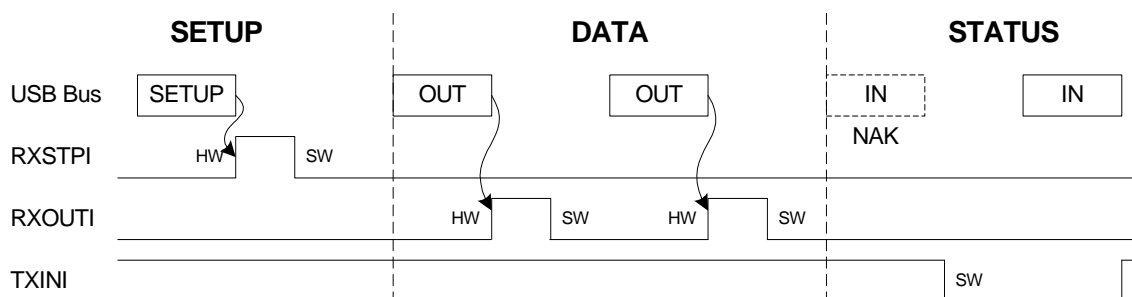 SETUP DATA STATUS
USB Bus SETUP OUT OUT IN IN
NAK
RXSTPI HW SW
RXOUTI HW SW HW SW
TXINI SW